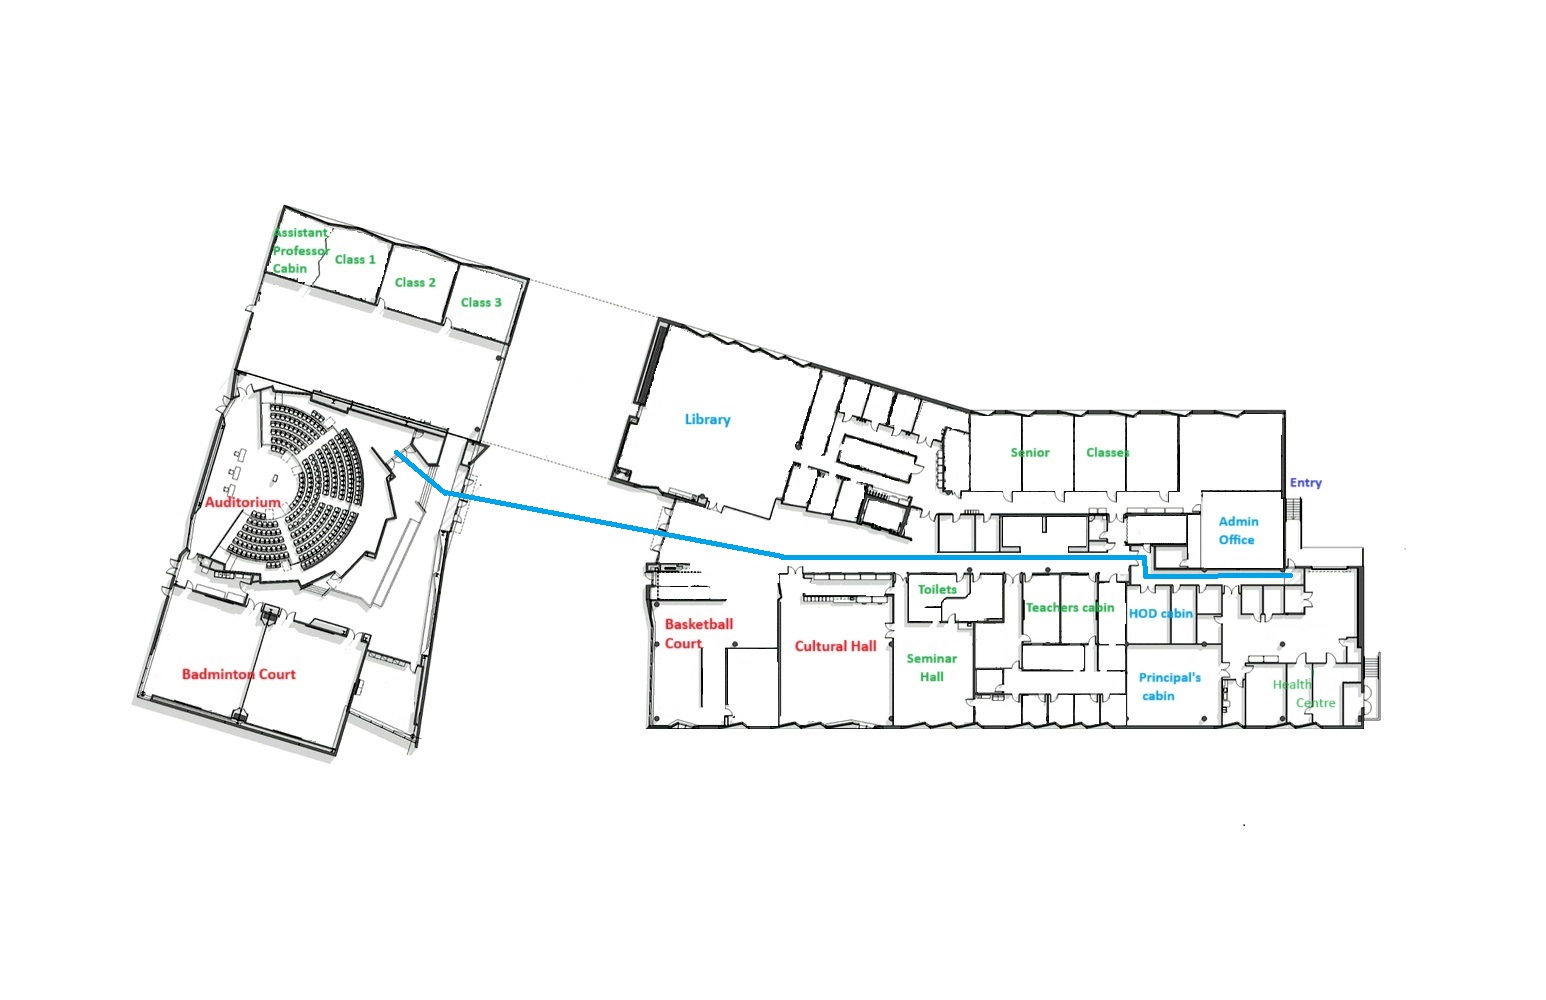 Assistant
Professor
Cabin
Class 1
Class 2
Class 3
Library
Senior
Classes
Entry
Admin
Office
Auditorium
Toilets
Teachers cabin
HOD cabin
Basketball
Court
Cultural Hall
Seminar
Hall
Badminton Court
Principal's
cabin
Health
Centre